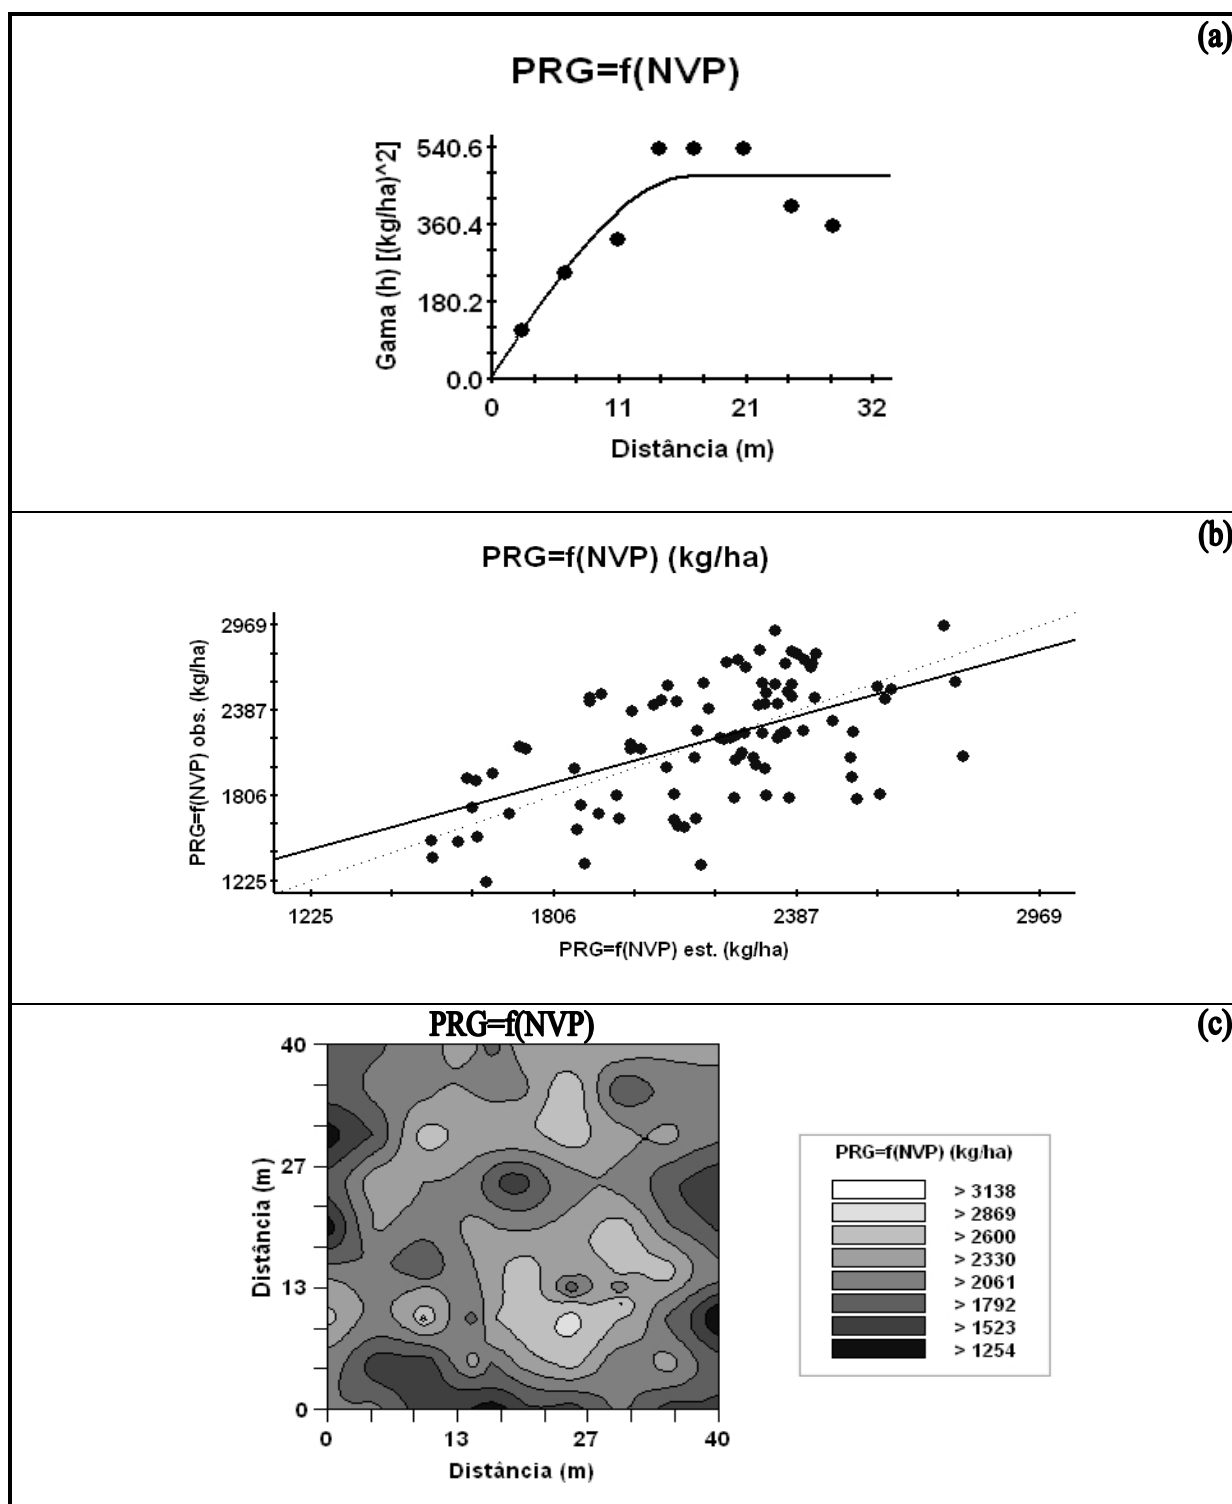 (a)
PRG=f(NVP)
Gama (h) [(kg/ha)^2]
540.6
360.4
180.2
0.0
0 11 21 32
Distância (m)
(b)
PRG=f(NVP) (kg/ha)
PRG=f(NVP) obs. (kg/ha)
2969
2387
1806
1225
1225 1806 2387 2969
PRG=f(NVP) est. (kg/ha)
(c)
PRG=f(NVP)
Distância (m)
40
27
13
0
0 13 27 40
Distância (m)
PRG=f(NVP) (kg/ha)
> 3138
> 2869
> 2600
> 2330
> 2061
> 1792
> 1523
> 1254